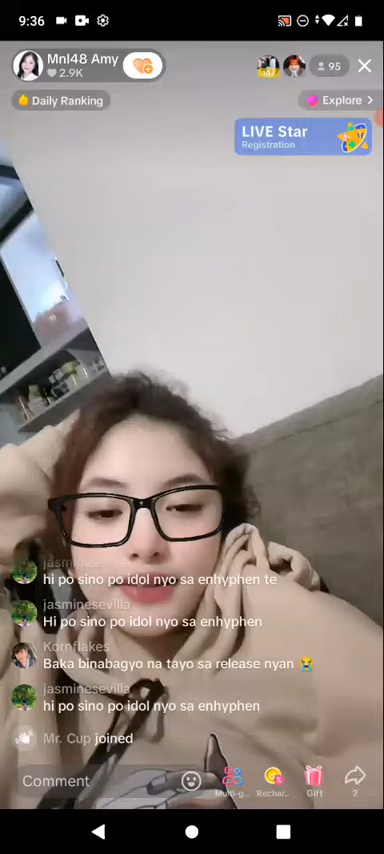 9:36
Mnl48 Amy
2.9K
95
Daily Ranking
Explore >
LIVE Star
Registration
jasminesevilla
hi po sino po idol nyo sa enhyphen te
jasminesevilla
Hi po sino po idol nyo sa enhyphen
Kornflakes
Baka binabagyo na tayo sa release nyan 😭
jasminesevilla
hi po sino po idol nyo sa enhyphen
Mr. Cup joined
Comment
Multi-g...
Rechar...
Gift
2